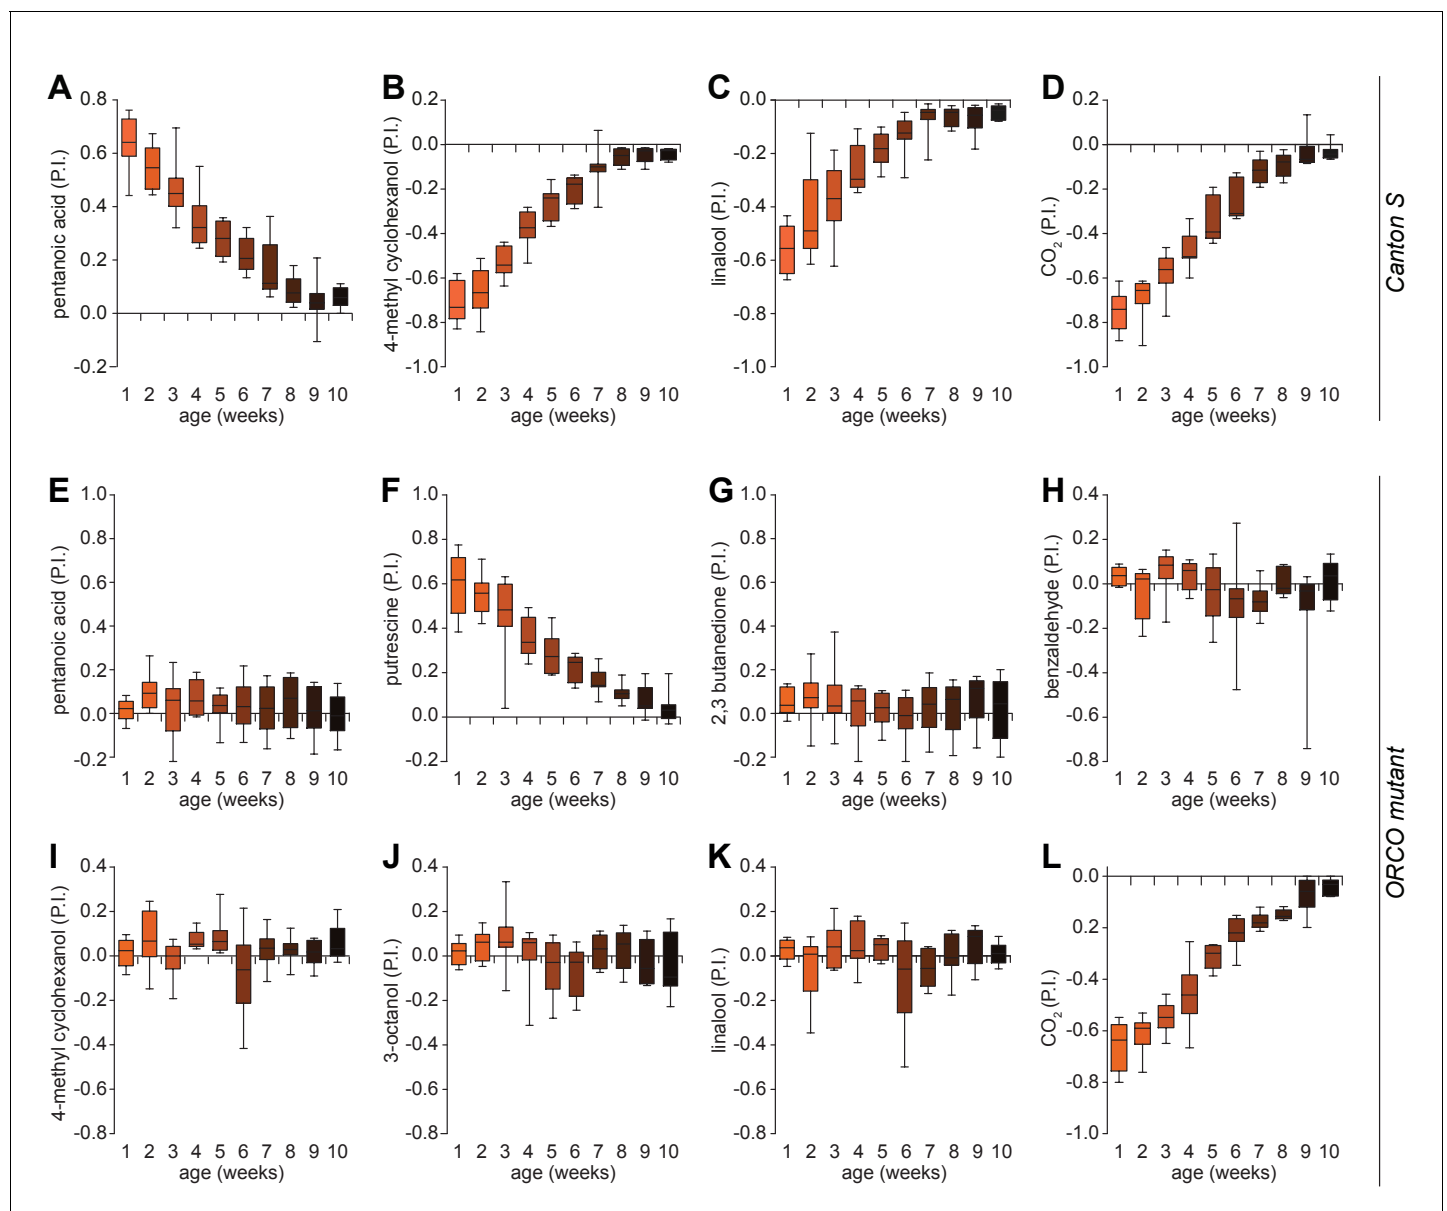 A
B
C
D
0.8
0.6
0.4
0.2
0.0
-0.2
pentanoic acid (P.I.)
1 2 3 4 5 6 7 8 9 10
age (weeks)
0.2
0.0
-0.2
-0.4
-0.6
-0.8
-1.0
4-methyl cyclohexanol (P.I.)
1 2 3 4 5 6 7 8 9 10
age (weeks)
0.0
-0.2
-0.4
-0.6
-0.8
-1.0
linalool (P.I.)
1 2 3 4 5 6 7 8 9 10
age (weeks)
0.2
0.0
-0.2
-0.4
-0.6
-0.8
-1.0
CO2 (P.I.)
1 2 3 4 5 6 7 8 9 10
age (weeks)
Canton S
E
F
G
H
1.0
0.8
0.6
0.4
0.2
0.0
-0.2
pentanoic acid (P.I.)
1 2 3 4 5 6 7 8 9 10
age (weeks)
1.0
0.8
0.6
0.4
0.2
0.0
-0.2
putrescine (P.I.)
1 2 3 4 5 6 7 8 9 10
age (weeks)
1.0
0.8
0.6
0.4
0.2
0.0
-0.2
2,3 butanedione (P.I.)
1 2 3 4 5 6 7 8 9 10
age (weeks)
0.4
0.2
0.0
-0.2
-0.4
-0.6
-0.8
benzaldehyde (P.I.)
1 2 3 4 5 6 7 8 9 10
age (weeks)
I
J
K
L
0.4
0.2
0.0
-0.2
-0.4
-0.6
-0.8
4-methyl cyclohexanol (P.I.)
1 2 3 4 5 6 7 8 9 10
age (weeks)
0.4
0.2
0.0
-0.2
-0.4
-0.6
-0.8
3-octanol (P.I.)
1 2 3 4 5 6 7 8 9 10
age (weeks)
0.4
0.2
0.0
-0.2
-0.4
-0.6
-0.8
linalool (P.I.)
1 2 3 4 5 6 7 8 9 10
age (weeks)
0.0
-0.2
-0.4
-0.6
-0.8
-1.0
CO2 (P.I.)
1 2 3 4 5 6 7 8 9 10
age (weeks)
ORCO mutant